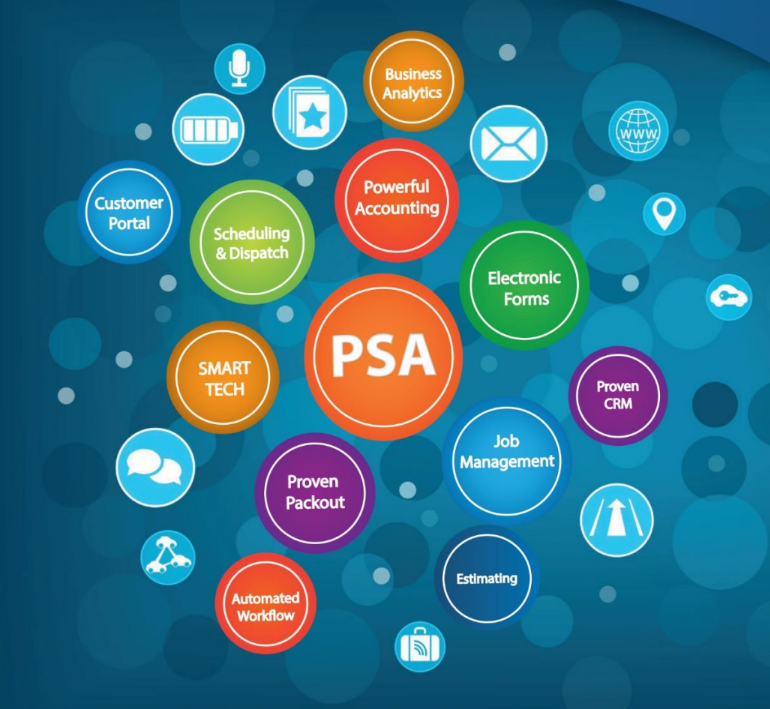 Business
Analytics
WWW
Powerful
Accounting
Customer
Portal
Scheduling
& Dispatch
Electronic
Forms
PSA
SMART
TECH
Proven
CRM
Job
Management
Proven
Packout
Estimating
Automated
Workflow